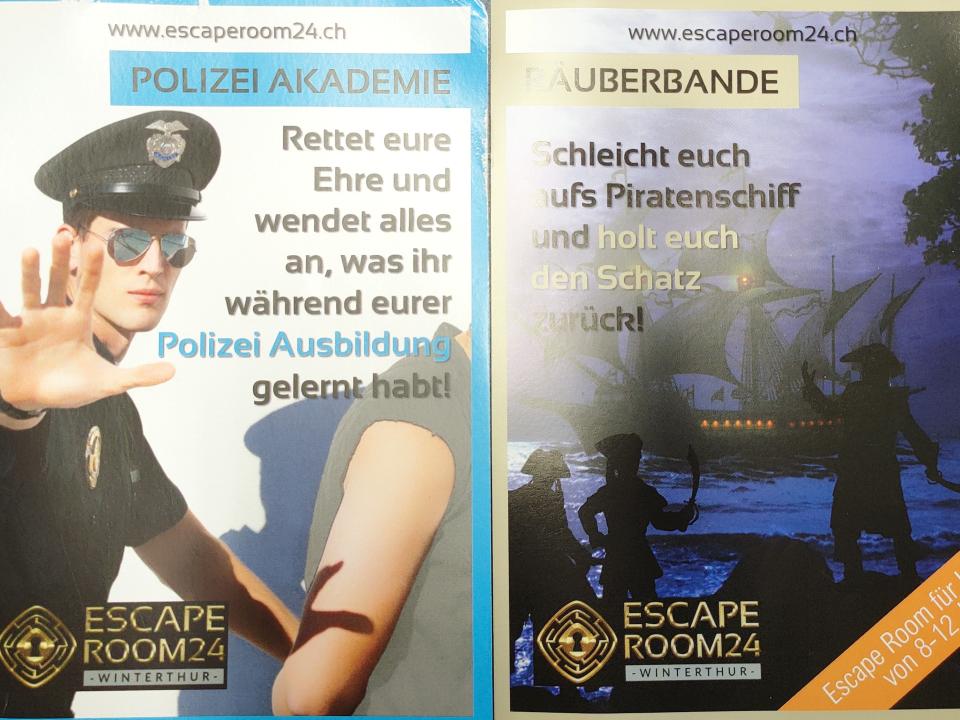 www.escaperoom24.ch
POLIZEI AKADEMIE
Rettet eure
Ehre und
wendet alles
an, was ihr
während eurer
Polizei Ausbildung
gelernt habt!
ESCAPE
ROOM24
-WINTERTHUR-
www.escaperoom24.ch
RÄUBERBANDE
Schleicht euch
aufs Piratenschiff
und holt euch
den Schatz
zurück!
ESCAPE
ROOM24
-WINTERTHUR-
Escape Room für
von 8-12